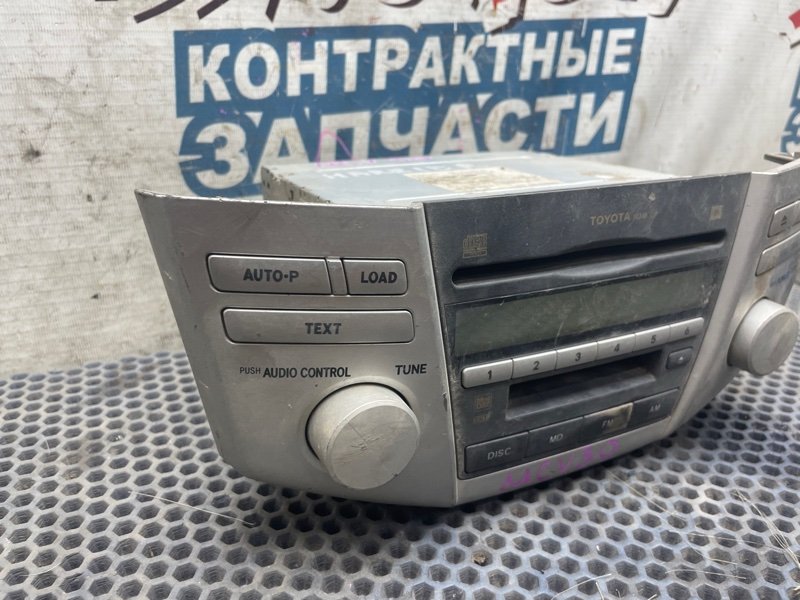 КОНТРАКТНЫЕ
ЗАПЧАСТИ
TOYOTA
AUTO•P
LOAD
TEXT
PUSH AUDIO CONTROL
TUNE
1 2 3 4 5 6
DISC MD FM AM
MCU30